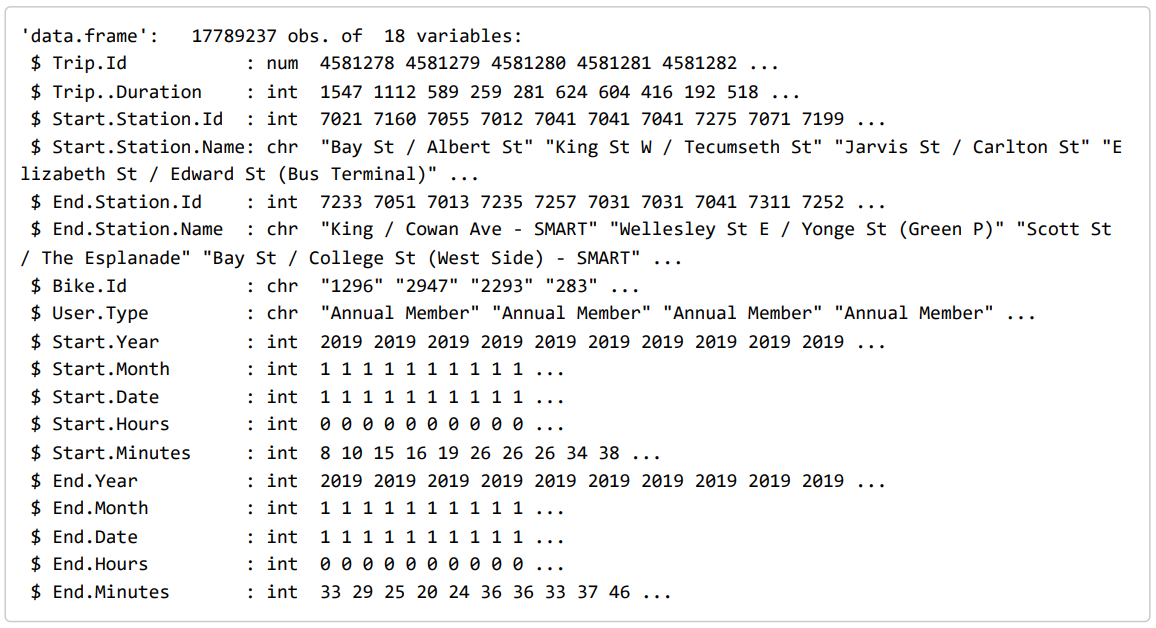 'data.frame':   17789237 obs. of  18 variables:
 $ Trip.Id           : num  4581278 4581279 4581280 4581281 4581282 ...
 $ Trip..Duration    : int  1547 1112 589 259 281 624 604 416 192 518 ...
 $ Start.Station.Id  : int  7021 7160 7055 7012 7041 7041 7041 7275 7071 7199 ...
 $ Start.Station.Name: chr  "Bay St / Albert St" "King St W / Tecumseth St" "Jarvis St / Carlton St" "E
lizabeth St / Edward St (Bus Terminal)" ...
 $ End.Station.Id    : int  7233 7051 7013 7235 7257 7031 7031 7041 7311 7252 ...
 $ End.Station.Name  : chr  "King / Cowan Ave - SMART" "Wellesley St E / Yonge St (Green P)" "Scott St
/ The Esplanade" "Bay St / College St (West Side) - SMART" ...
 $ Bike.Id           : chr  "1296" "2947" "2293" "283" ...
 $ User.Type         : chr  "Annual Member" "Annual Member" "Annual Member" "Annual Member" ...
 $ Start.Year        : int  2019 2019 2019 2019 2019 2019 2019 2019 2019 2019 ...
 $ Start.Month       : int  1 1 1 1 1 1 1 1 1 1 ...
 $ Start.Date        : int  1 1 1 1 1 1 1 1 1 1 ...
 $ Start.Hours       : int  0 0 0 0 0 0 0 0 0 0 ...
 $ Start.Minutes     : int  8 10 15 16 19 26 26 26 34 38 ...
 $ End.Year          : int  2019 2019 2019 2019 2019 2019 2019 2019 2019 2019 ...
 $ End.Month         : int  1 1 1 1 1 1 1 1 1 1 ...
 $ End.Date          : int  1 1 1 1 1 1 1 1 1 1 ...
 $ End.Hours         : int  0 0 0 0 0 0 0 0 0 0 ...
 $ End.Minutes       : int  33 29 25 20 24 36 36 33 37 46 ...